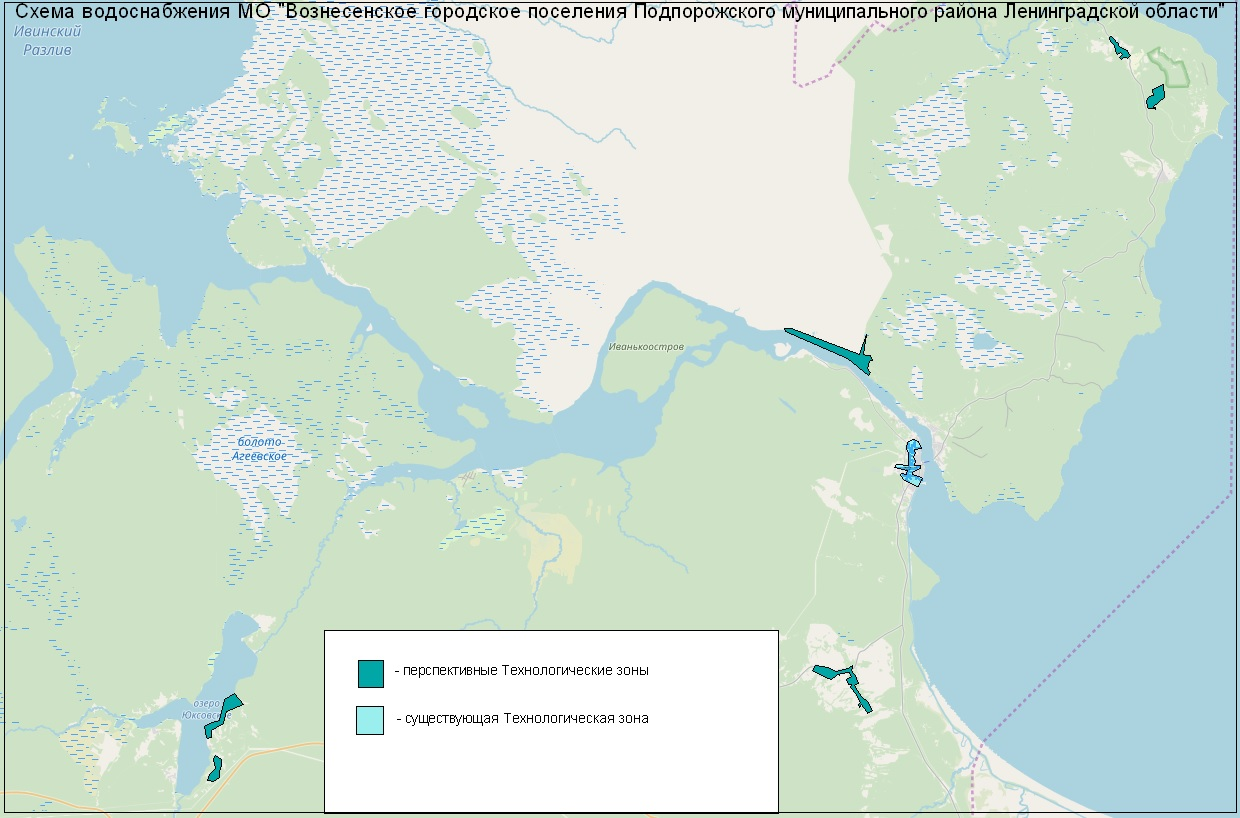 Схема водоснабжения МО "Вознесенское городское поселения Подпорожского муниципального района Ленинградской области"
Ивинский
Разлив
Иванькоостров
болото
Агеевское
озеро
Юксовское
- перспективные Технологические зоны
- существующая Технологическая зона